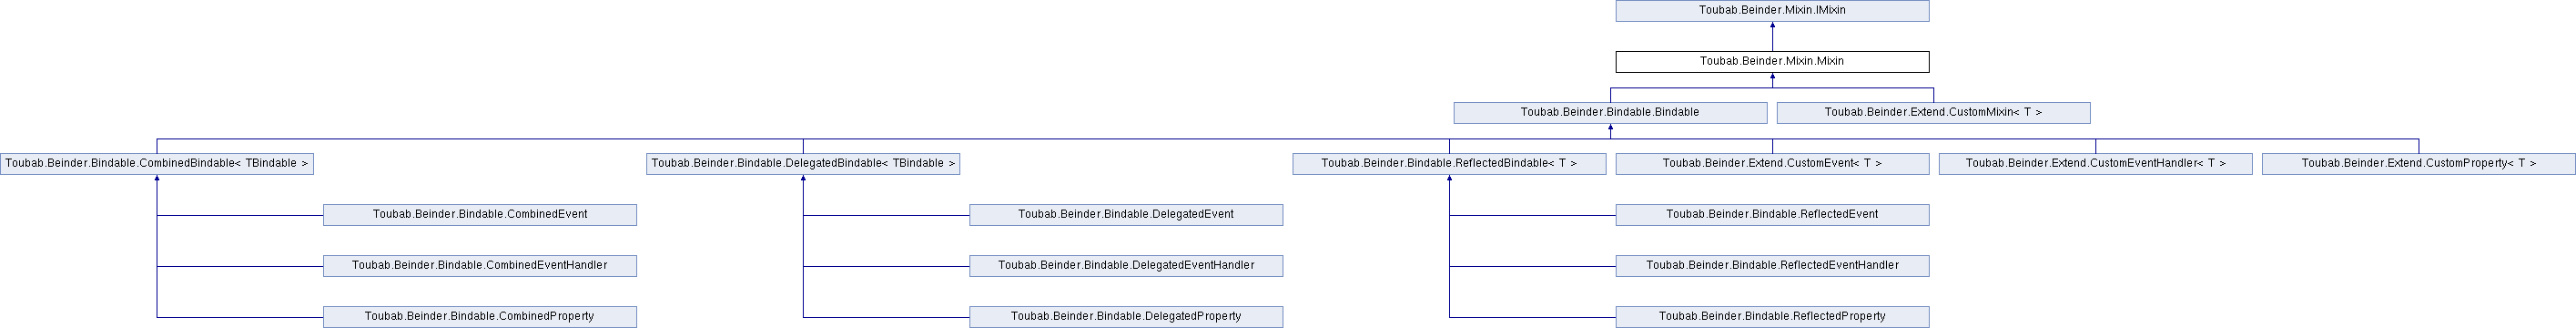 Toubab.Beinder.Mixin.IMixin
Toubab.Beinder.Mixin.Mixin
Toubab.Beinder.Bindable.Bindable
Toubab.Beinder.Extend.CustomMixin< T >
Toubab.Beinder.Bindable.CombinedBindable< TBindable >
Toubab.Beinder.Bindable.DelegatedBindable< TBindable >
Toubab.Beinder.Bindable.ReflectedBindable< T >
Toubab.Beinder.Extend.CustomEvent< T >
Toubab.Beinder.Extend.CustomEventHandler< T >
Toubab.Beinder.Extend.CustomProperty< T >
Toubab.Beinder.Bindable.CombinedEvent
Toubab.Beinder.Bindable.DelegatedEvent
Toubab.Beinder.Bindable.ReflectedEvent
Toubab.Beinder.Bindable.CombinedEventHandler
Toubab.Beinder.Bindable.DelegatedEventHandler
Toubab.Beinder.Bindable.ReflectedEventHandler
Toubab.Beinder.Bindable.CombinedProperty
Toubab.Beinder.Bindable.DelegatedProperty
Toubab.Beinder.Bindable.ReflectedProperty